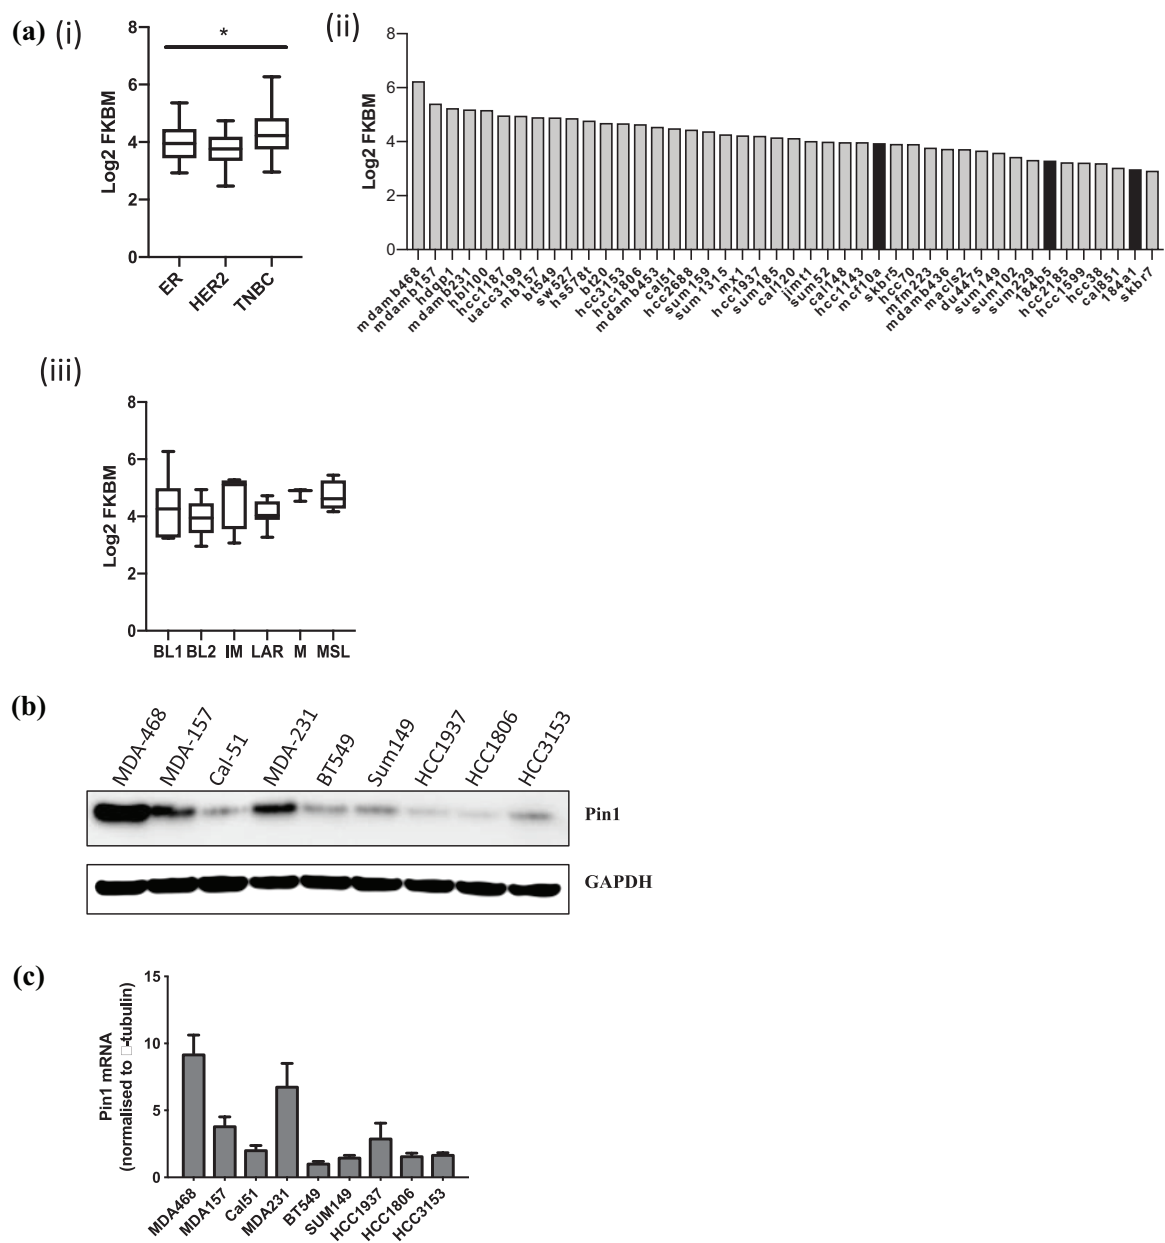 (a) (i)
8
6
4
2
0
Log2 FKBM
*
ER
HER2
TNBC
(ii)
8
6
4
2
0
Log2 FKBM
mdamb468
mdamb157
hdqp1
mdamb231
hbl100
hcc1187
uacc3199
mb157
bt549
sw527
hs578t
bt20
hcc3153
hcc1806
mdamb453
cal51
hcc2688
sum159
sum1315
mx1
hcc1937
sum185
cal120
jimt1
sum52
cal148
hcc1143
mcf10a
skbr5
hcc70
mfm223
mdamb436
macls2
du4475
sum149
sum102
sum229
184b5
hcc2185
hcc1599
hcc38
cal851
184a1
skbr7
(iii)
8
6
4
2
0
Log2 FKBM
BL1 BL2 IM LAR M MSL
(b)
MDA-468
MDA-157
Cal-51
MDA-231
BT549
Sum149
HCC1937
HCC1806
HCC3153
Pin1
GAPDH
(c)
15
10
5
0
Pin1 mRNA
(normalised to □-tubulin)
MDA468
MDA157
Cal51
MDA231
BT549
SUM149
HCC1937
HCC1806
HCC3153